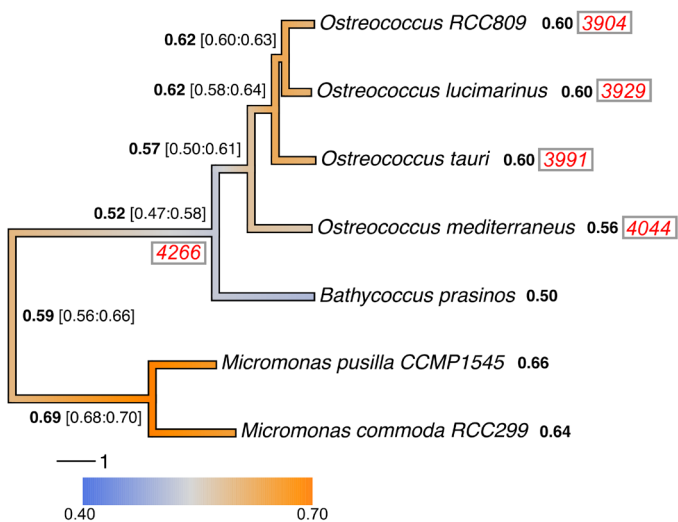 Ostreococcus RCC809 0.60 3904
0.62 [0.60:0.63]
0.62 [0.58:0.64]
Ostreococcus lucimarinus 0.60 3929
0.57 [0.50:0.61]
Ostreococcus tauri 0.60 3991
0.52 [0.47:0.58]
Ostreococcus mediterraneus 0.56 4044
4266
Bathycoccus prasinos 0.50
0.59 [0.56:0.66]
Micromonas pusilla CCMP1545 0.66
0.69 [0.68:0.70]
Micromonas commoda RCC299 0.64
1
0.40 0.70